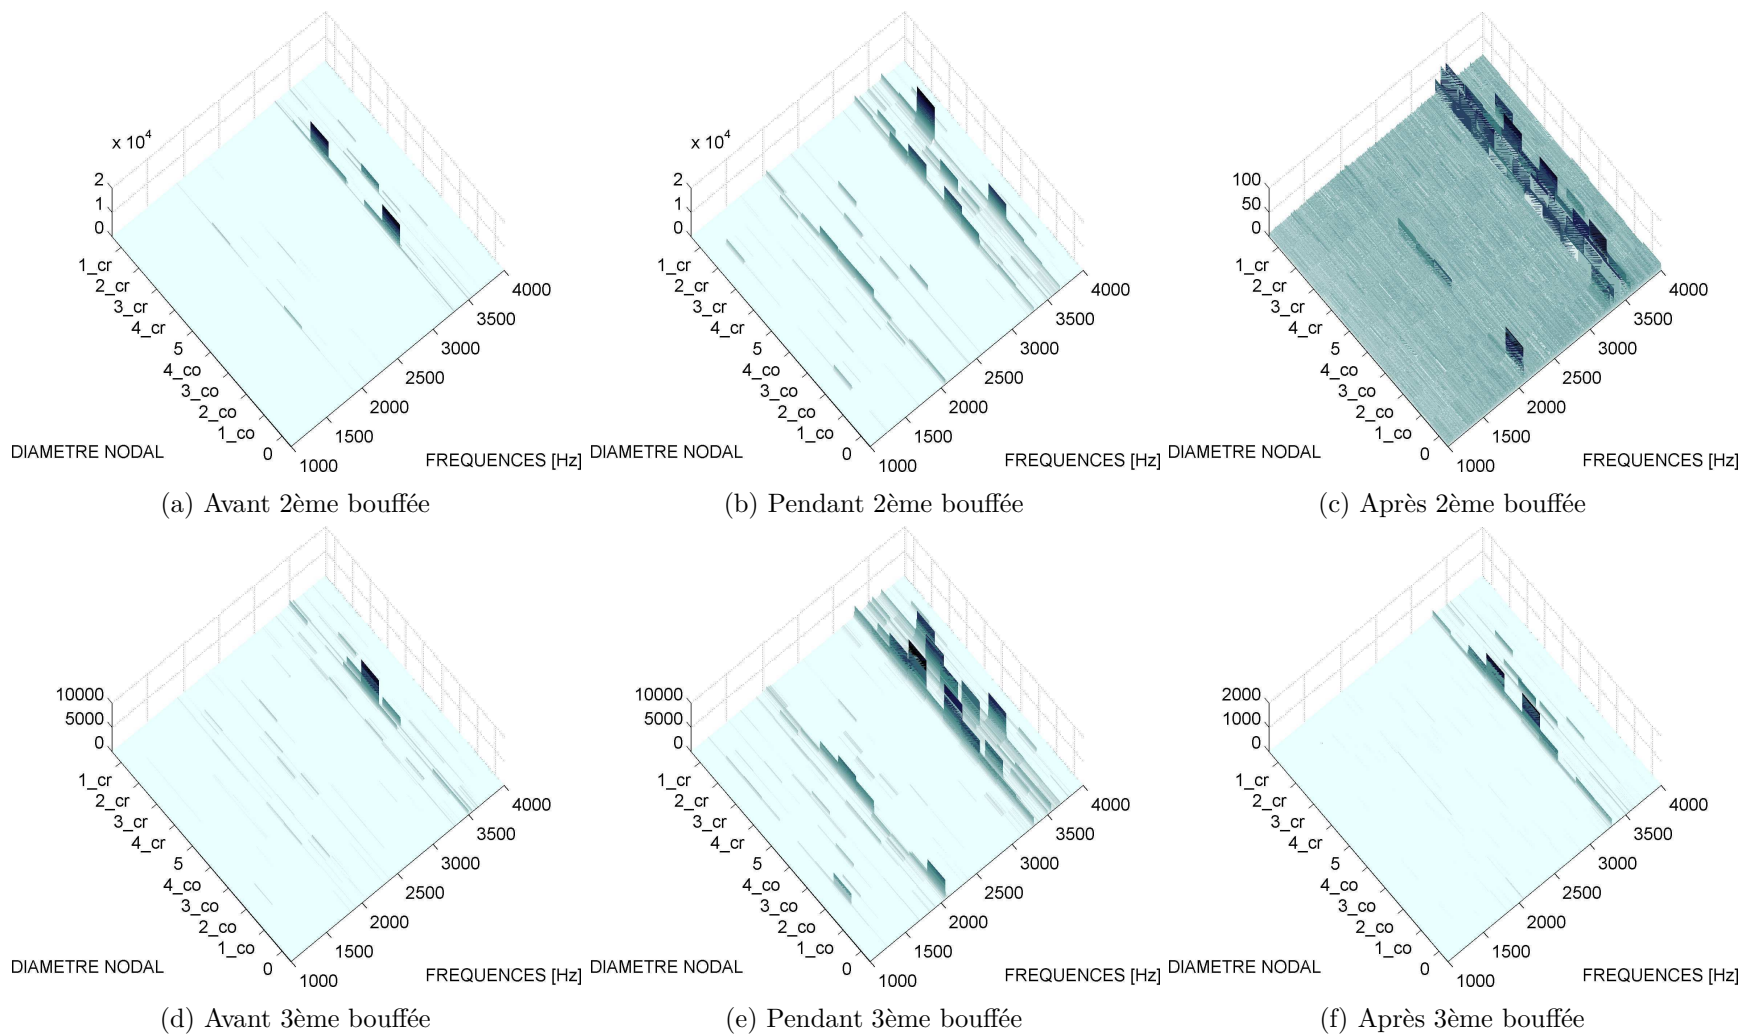 x 10⁴
2
1
0
1_cr
2_cr
3_cr
4_cr
5
4_co
3_co
2_co
1_co
0
DIAMETRE NODAL
1000
1500
2000
2500
3000
3500
4000
FREQUENCES [Hz]
(a) Avant 2ème bouffée
x 10⁴
2
1
0
1_cr
2_cr
3_cr
4_cr
5
4_co
3_co
2_co
1_co
0
DIAMETRE NODAL
1000
1500
2000
2500
3000
3500
4000
FREQUENCES [Hz]
(b) Pendant 2ème bouffée
100
50
0
1_cr
2_cr
3_cr
4_cr
5
4_co
3_co
2_co
1_co
0
DIAMETRE NODAL
1000
1500
2000
2500
3000
3500
4000
FREQUENCES [Hz]
(c) Après 2ème bouffée
10000
5000
0
1_cr
2_cr
3_cr
4_cr
5
4_co
3_co
2_co
1_co
0
DIAMETRE NODAL
1000
1500
2000
2500
3000
3500
4000
FREQUENCES [Hz]
(d) Avant 3ème bouffée
10000
5000
0
1_cr
2_cr
3_cr
4_cr
5
4_co
3_co
2_co
1_co
0
DIAMETRE NODAL
1000
1500
2000
2500
3000
3500
4000
FREQUENCES [Hz]
(e) Pendant 3ème bouffée
2000
1000
0
1_cr
2_cr
3_cr
4_cr
5
4_co
3_co
2_co
1_co
0
DIAMETRE NODAL
1000
1500
2000
2500
3000
3500
4000
FREQUENCES [Hz]
(f) Après 3ème bouffée